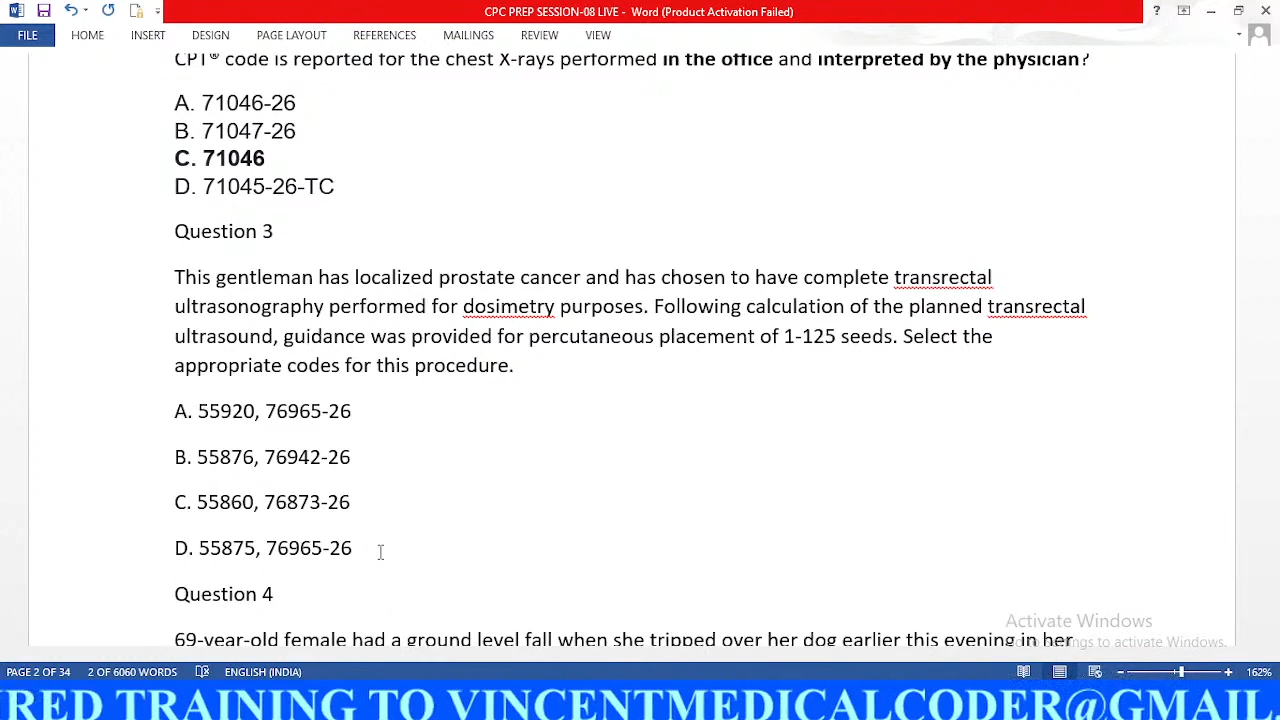 CPC PREP SESSION-08 LIVE - Word (Product Activation Failed)
FILE HOME INSERT DESIGN PAGE LAYOUT REFERENCES MAILINGS REVIEW VIEW
CPT® code is reported for the chest X-rays performed in the office and interpreted by the physician?
A. 71046-26
B. 71047-26
C. 71046
D. 71045-26-TC
Question 3
This gentleman has localized prostate cancer and has chosen to have complete transrectal
ultrasonography performed for dosimetry purposes. Following calculation of the planned transrectal
ultrasound, guidance was provided for percutaneous placement of 1-125 seeds. Select the
appropriate codes for this procedure.
A. 55920, 76965-26
B. 55876, 76942-26
C. 55860, 76873-26
D. 55875, 76965-26
Question 4
69-year-old female had a ground level fall when she tripped over her dog earlier this evening in her
Activate Windows
Go to Settings to activate Windows.
PAGE 2 OF 34 2 OF 6060 WORDS ENGLISH (INDIA) 162%
RED TRAINING TO VINCENTMEDICALCODER@GMAIL